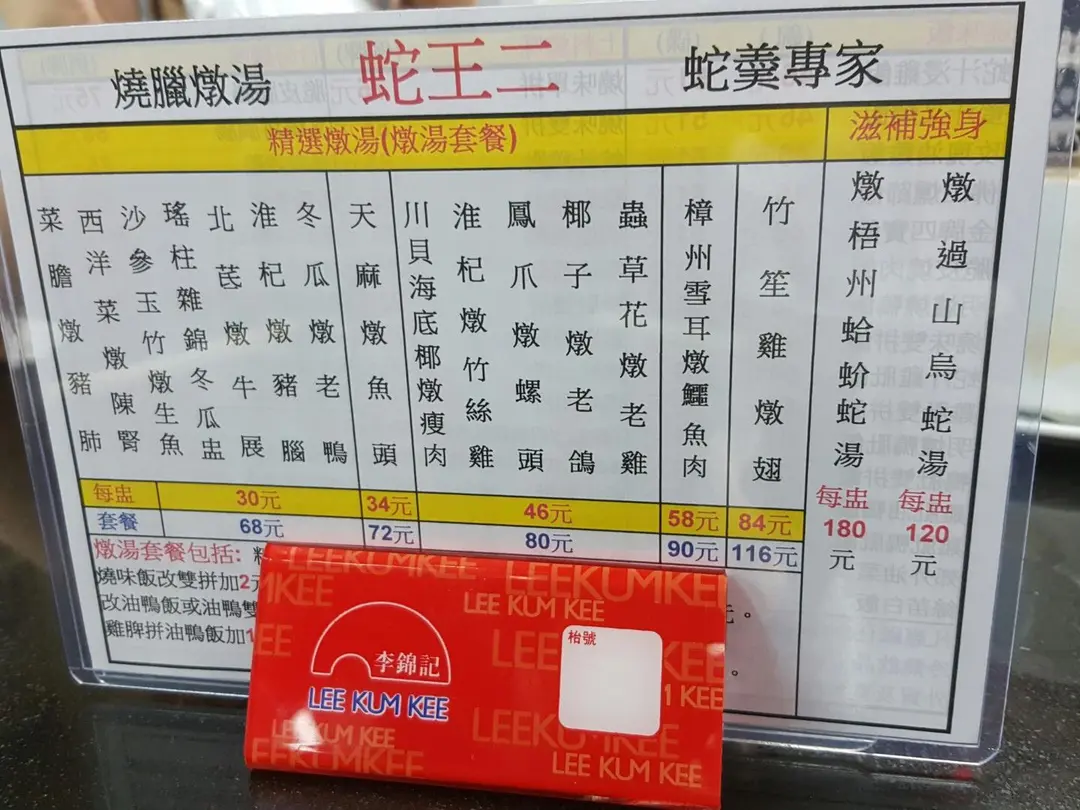 燒臘燉湯
蛇王二
蛇羹專家
精選燉湯(燉湯套餐)
滋補強身
菜膽燉豬肺
西洋菜燉陳腎
沙參玉竹燉生魚
瑤柱雜錦冬瓜盅
北芪燉牛展
淮杞燉豬腦
冬瓜燉老鴨
天麻燉魚頭
川貝海底椰燉瘦肉
淮杞燉竹絲雞
鳳爪燉螺頭
椰子燉老鴿
蟲草花燉老雞
樟州雪耳燉鱷魚肉
竹笙雞燉翅
燉梧州蛤蚧蛇湯
燉過山烏蛇湯
每盅 30元 34元 46元 58元 84元
套餐 68元 72元 80元 90元 116元
每盅
180
元
每盅
120
元
燉湯套餐包括:
燒味飯改雙拼加2元
改油鴨飯或油鴨雙
雞脾拼油鴨飯加1
LEE KUM KEE
李錦記
LEE KUM KEE
枱號
LEE KUM KEE
LEE KUM KEE